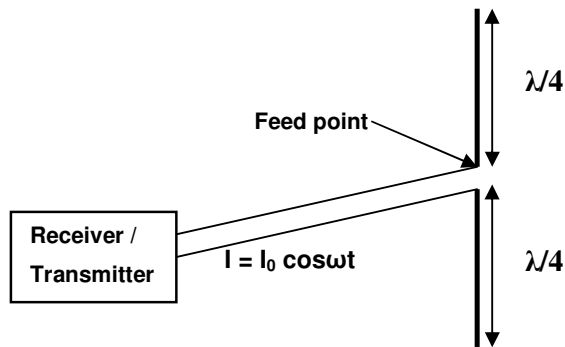 λ/4
Feed point
Receiver /
Transmitter
I = I₀ cosωt
λ/4